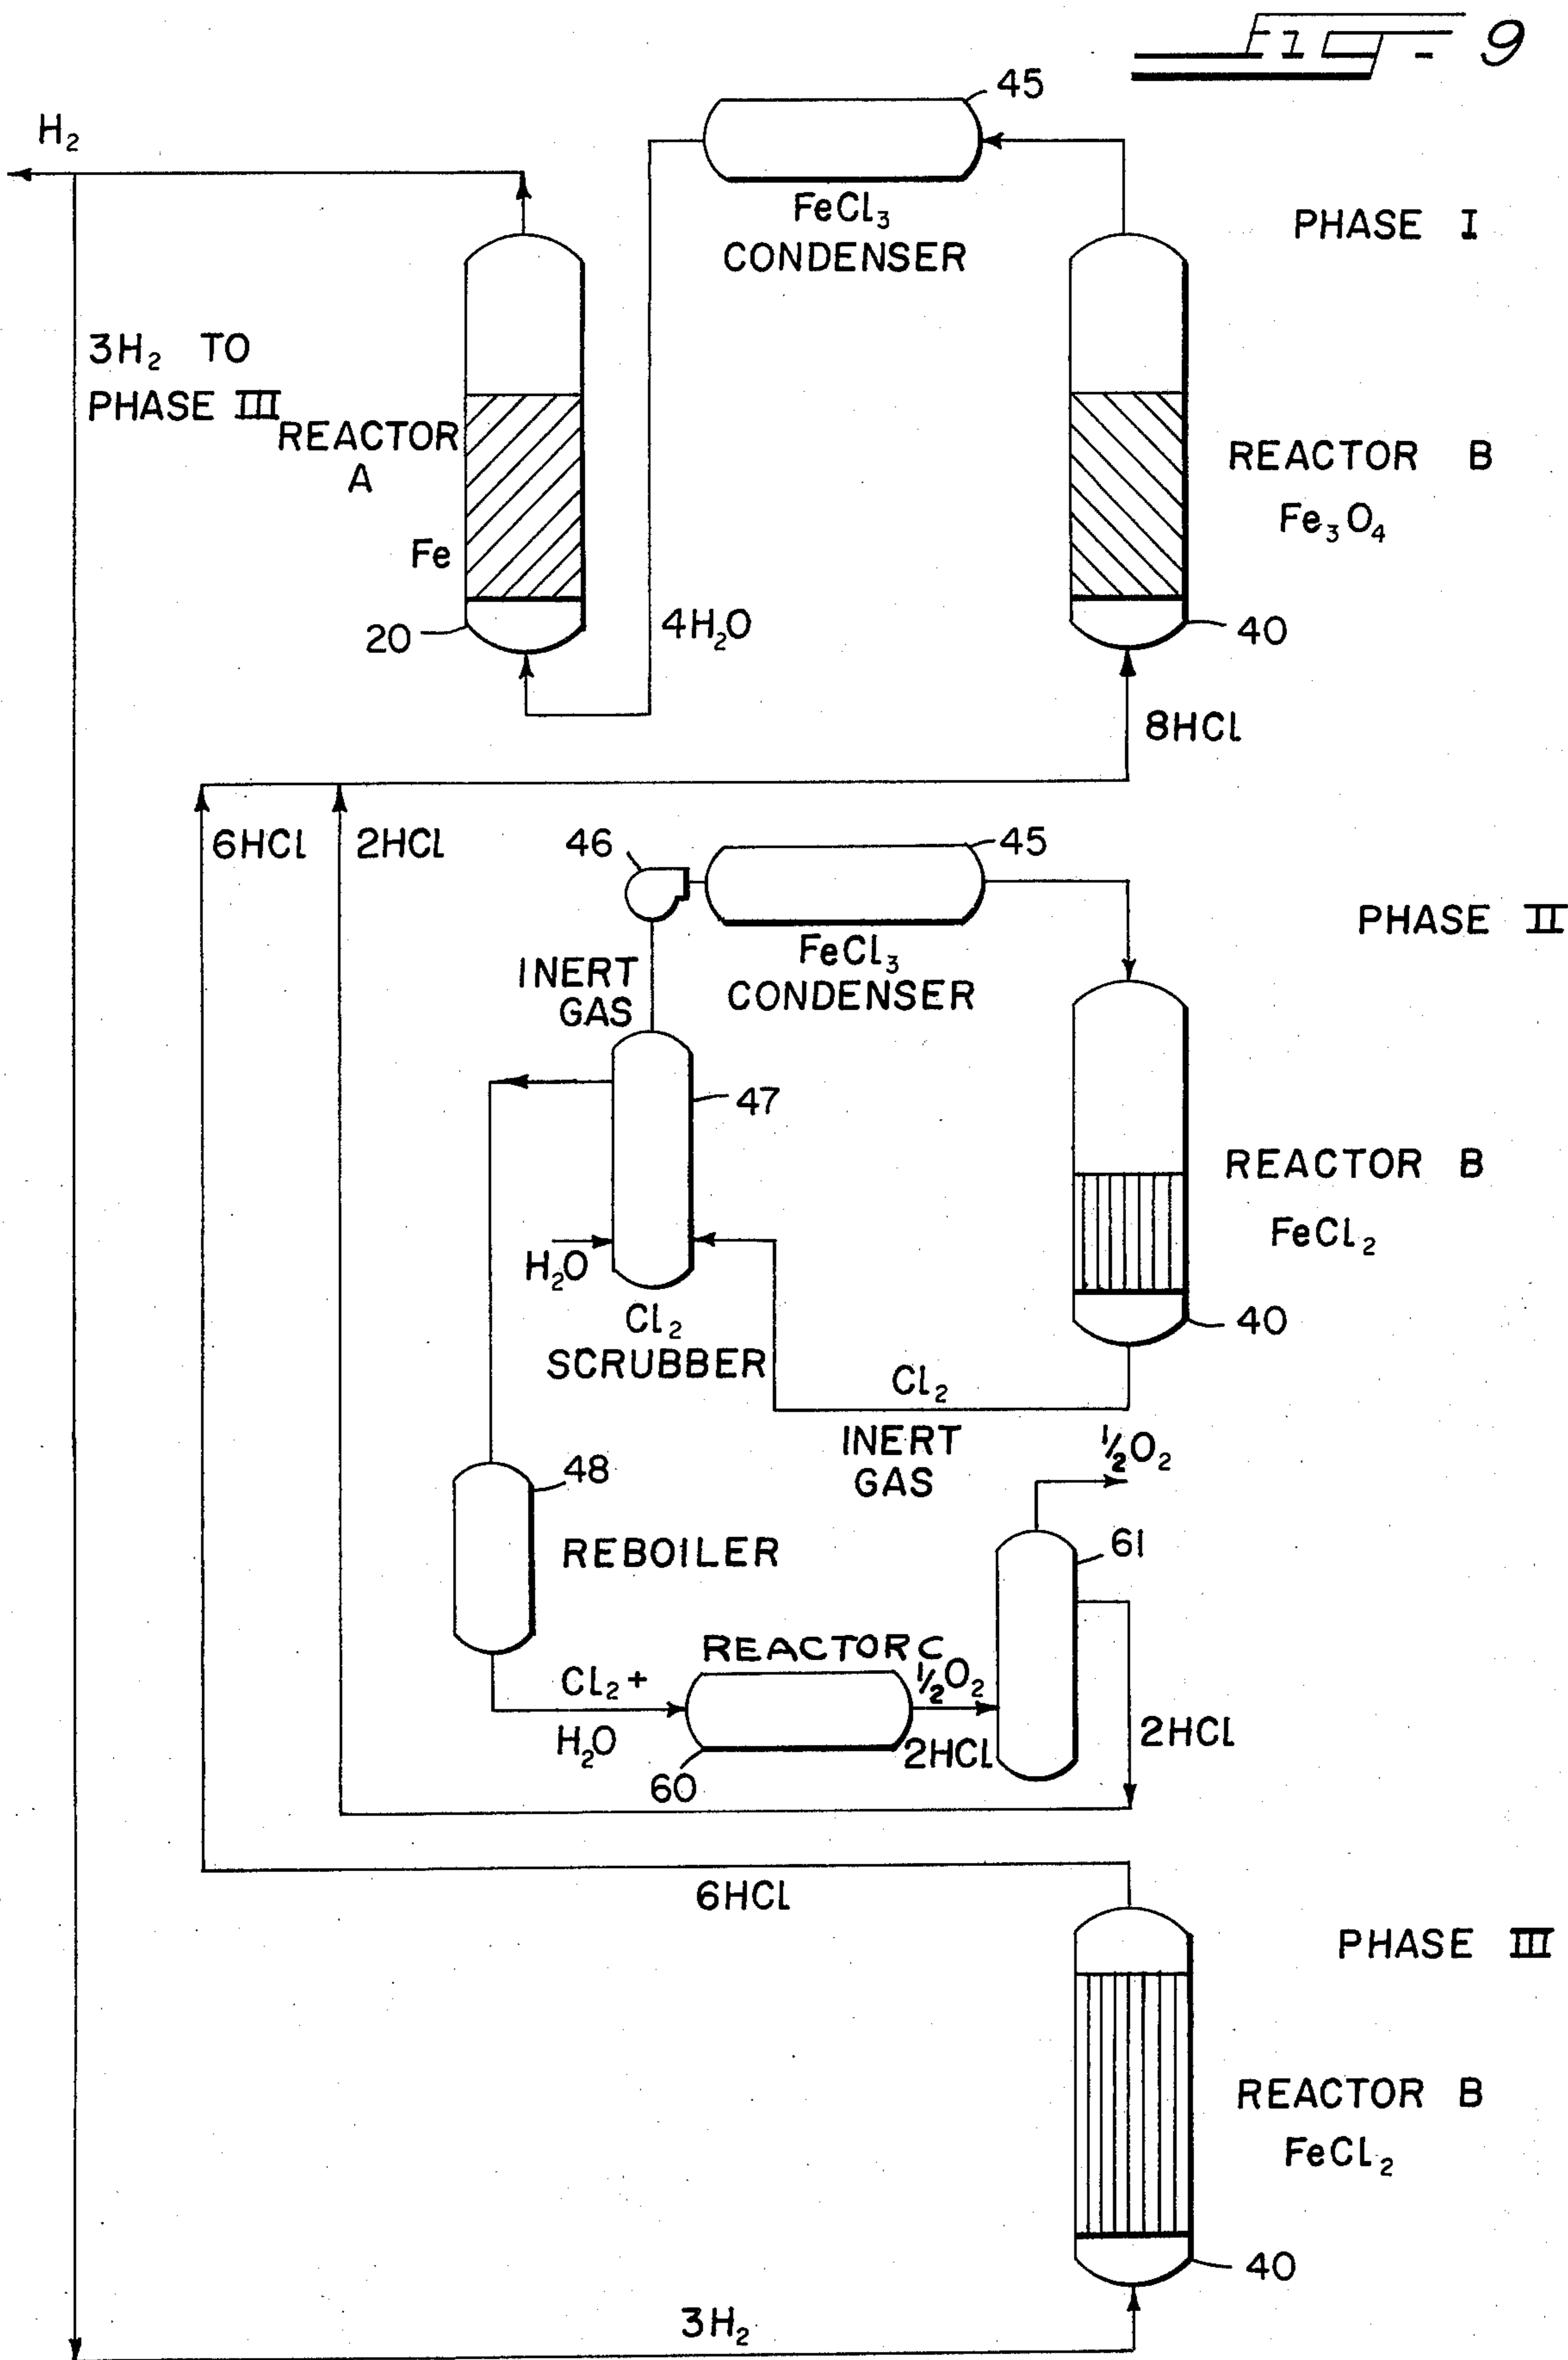 FIG-9
45
H₂
FeCl₃
CONDENSER
PHASE I
3H₂ TO
PHASE III
REACTOR
A
Fe
REACTOR B
Fe₃O₄
20
4H₂O
40
8HCl
6HCl
2HCl
46
45
PHASE II
FeCl₃
CONDENSER
INERT
GAS
47
REACTOR B
FeCl₂
H₂O
Cl₂
SCRUBBER
40
Cl₂
INERT
GAS
½O₂
48
REBOILER
61
REACTOR C
Cl₂+
H₂O
½O₂
2HCl
2HCl
60
6HCl
PHASE III
REACTOR B
FeCl₂
40
3H₂